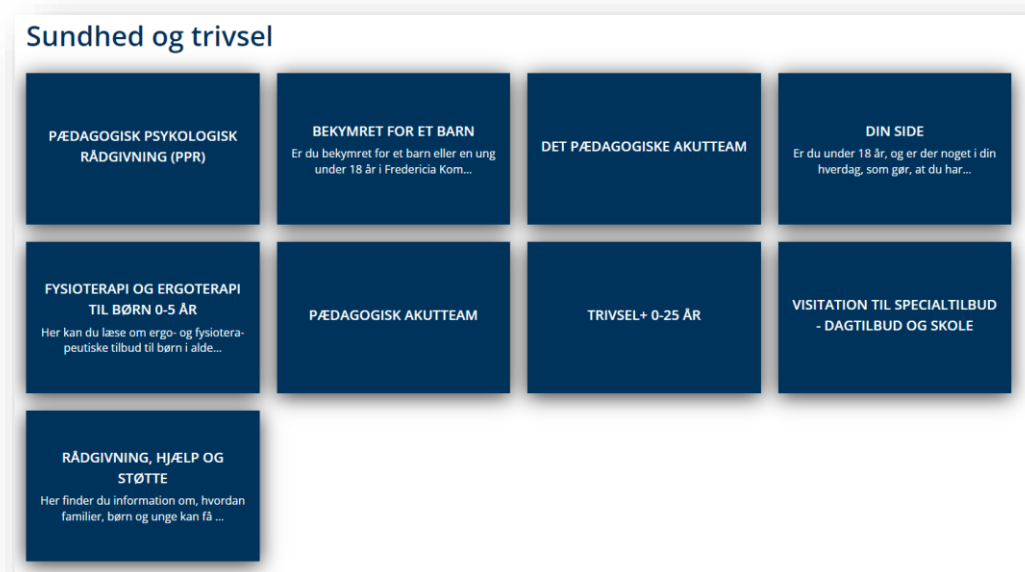 Sundhed og trivsel
PÆDAGOGISK PSYKOLOGISK
RÅDGIVNING (PPR)
BEKYMRET FOR ET BARN
Er du bekymret for et barn eller en ung
under 18 år i Fredericia Kom...
DET PÆDAGOGISKE AKUTTEAM
DIN SIDE
Er du under 18 år, og er der noget i din
hverdag, som gør, at du har...
FYSIOTERAPI OG ERGOTERAPI
TIL BØRN 0-5 ÅR
Her kan du læse om ergo- og fysiotera-
peutiske tilbud til børn i alde...
PÆDAGOGISK AKUTTEAM
TRIVSEL+ 0-25 ÅR
VISITATION TIL SPECIALTILBUD
- DAGTILBUD OG SKOLE
RÅDGIVNING, HJÆLP OG
STØTTE
Her finder du information om, hvordan
familier, børn og unge kan få ...